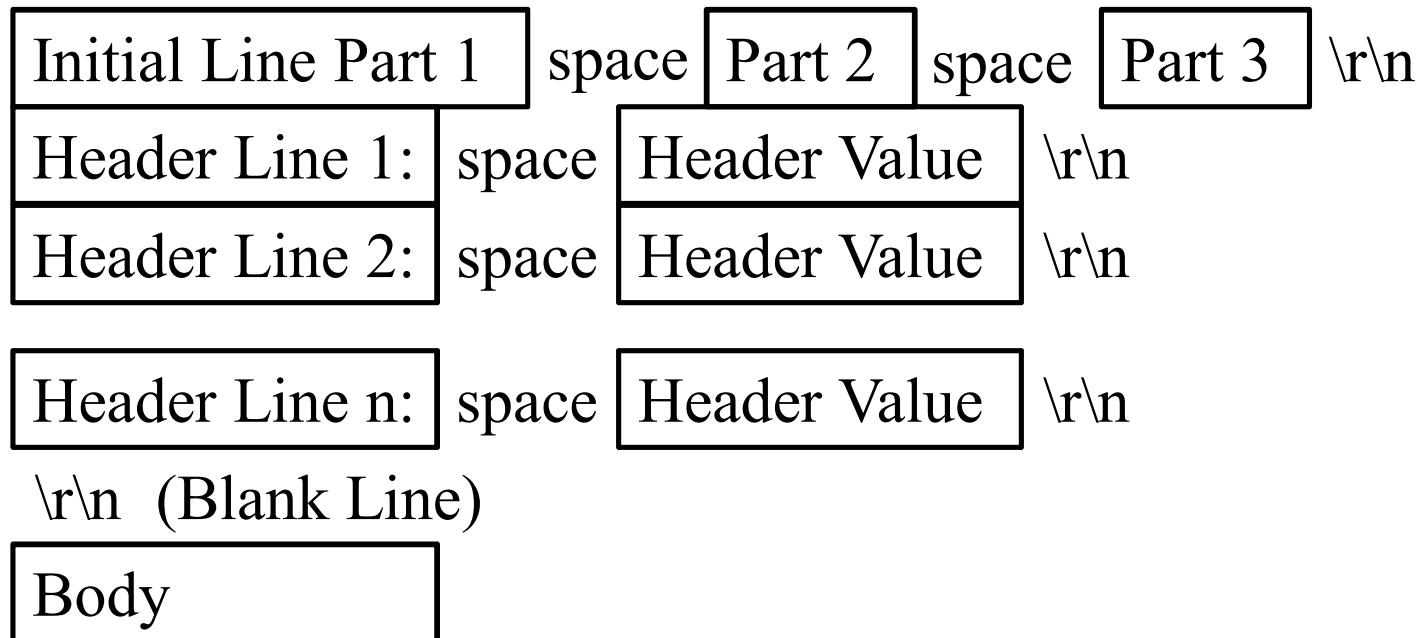 Initial Line Part 1 space Part 2 space Part 3 \r\n
Header Line 1: space Header Value \r\n
Header Line 2: space Header Value \r\n
Header Line n: space Header Value \r\n
\r\n (Blank Line)
Body